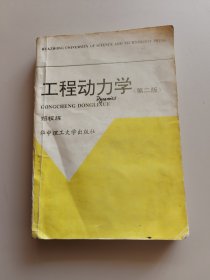 HUAZHONG UNIVERSITY OF SCIENCE AND TECHNOLOGY PRESS
工程动力学（第二版）
Dynamics
GONGCHENG DONGLIXUE
华中理工大学出版社